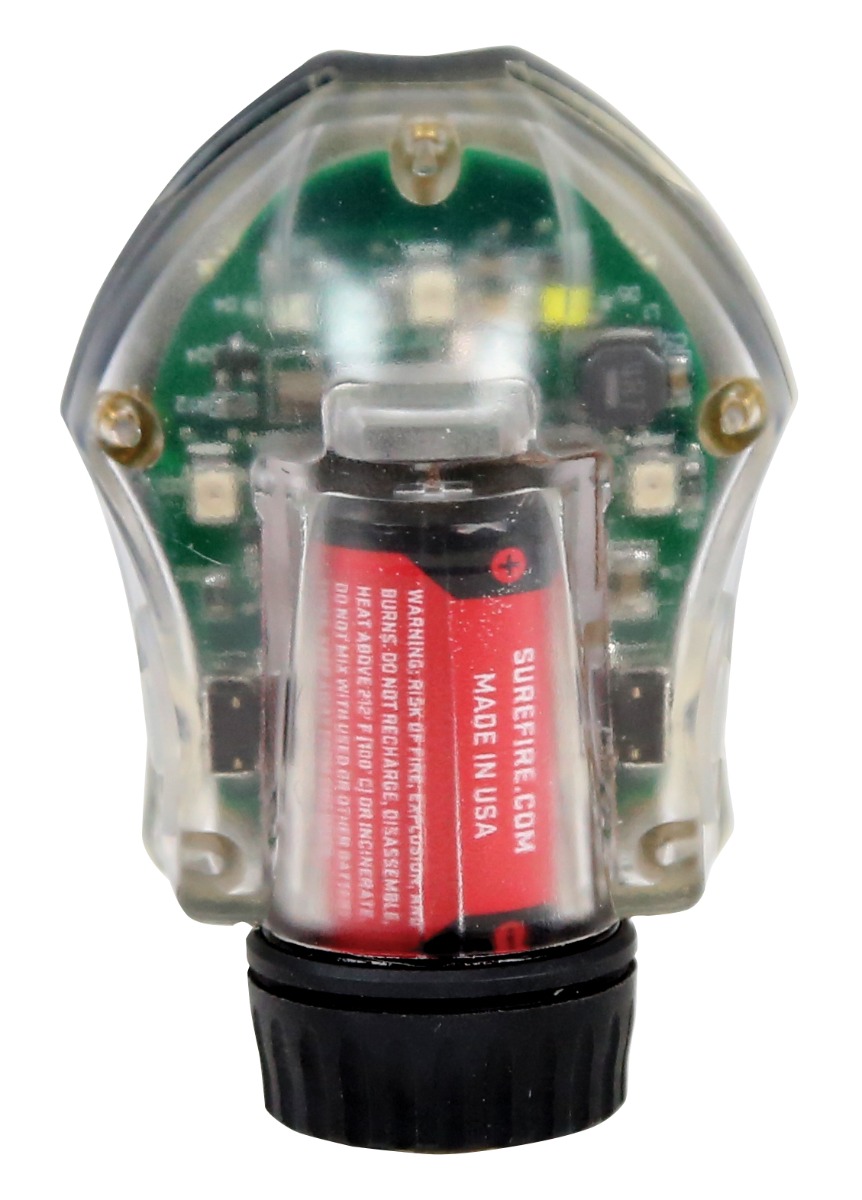 SUREFIRE.COM
MADE IN USA
WARNING: RISK OF FIRE, EXPLOSION, AND
BURNS. DO NOT RECHARGE, DISASSEMBLE,
HEAT ABOVE 212° F (100° C) OR INCINERATE.
DO NOT MIX WITH USED OR OTHER BATTERY